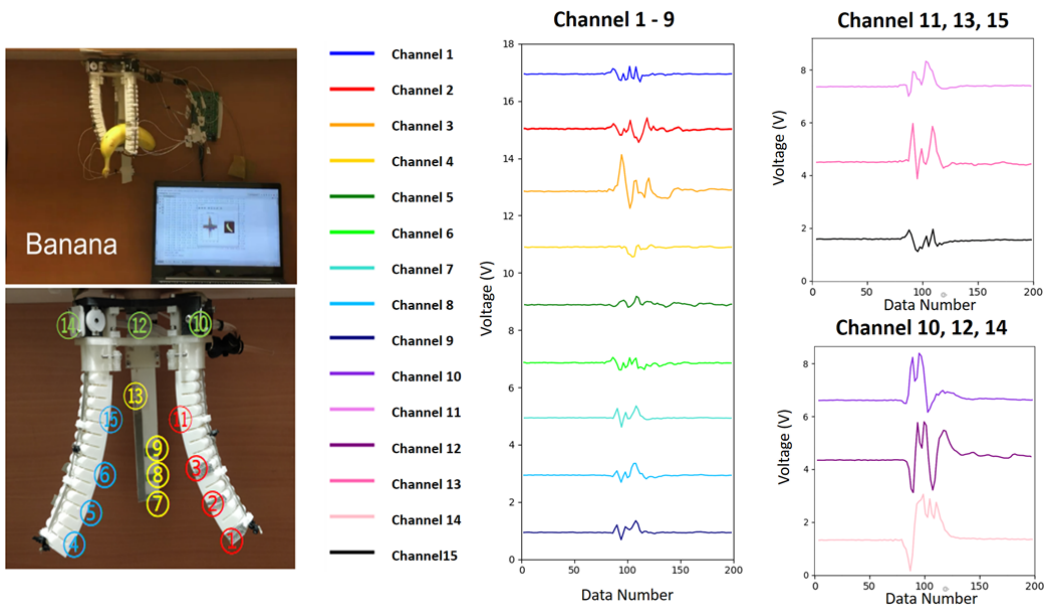 Banana
14
12
10
13
15
11
9
6
3
8
5
7
2
4
1
Channel 1
Channel 2
Channel 3
Channel 4
Channel 5
Channel 6
Channel 7
Channel 8
Channel 9
Channel 10
Channel 11
Channel 12
Channel 13
Channel 14
Channel15
Channel 1 - 9
Voltage (V)
18
16
14
12
10
8
6
4
2
0
0 50 100 150 200
Data Number
Channel 11, 13, 15
Voltage (V)
8
6
4
2
0
0 50 100 150 200
Data Number
Channel 10, 12, 14
Voltage (V)
8
6
4
2
0
0 50 100 150 200
Data Number